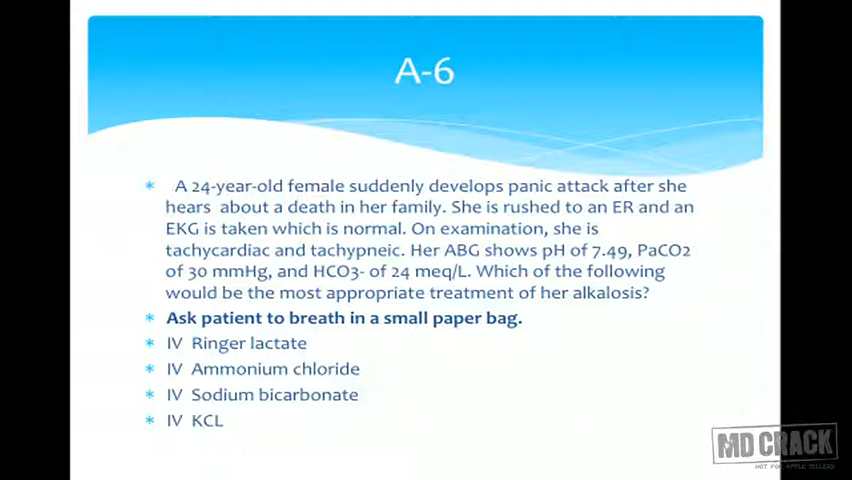 A-6
* A 24-year-old female suddenly develops panic attack after she
hears about a death in her family. She is rushed to an ER and an
EKG is taken which is normal. On examination, she is
tachycardiac and tachypneic. Her ABG shows pH of 7.49, PaCO2
of 30 mmHg, and HCO3- of 24 meq/L. Which of the following
would be the most appropriate treatment of her alkalosis?
* Ask patient to breath in a small paper bag.
* IV Ringer lactate
* IV Ammonium chloride
* IV Sodium bicarbonate
* IV KCL
MD CRACK
NOT FOR APPLE SELLERS